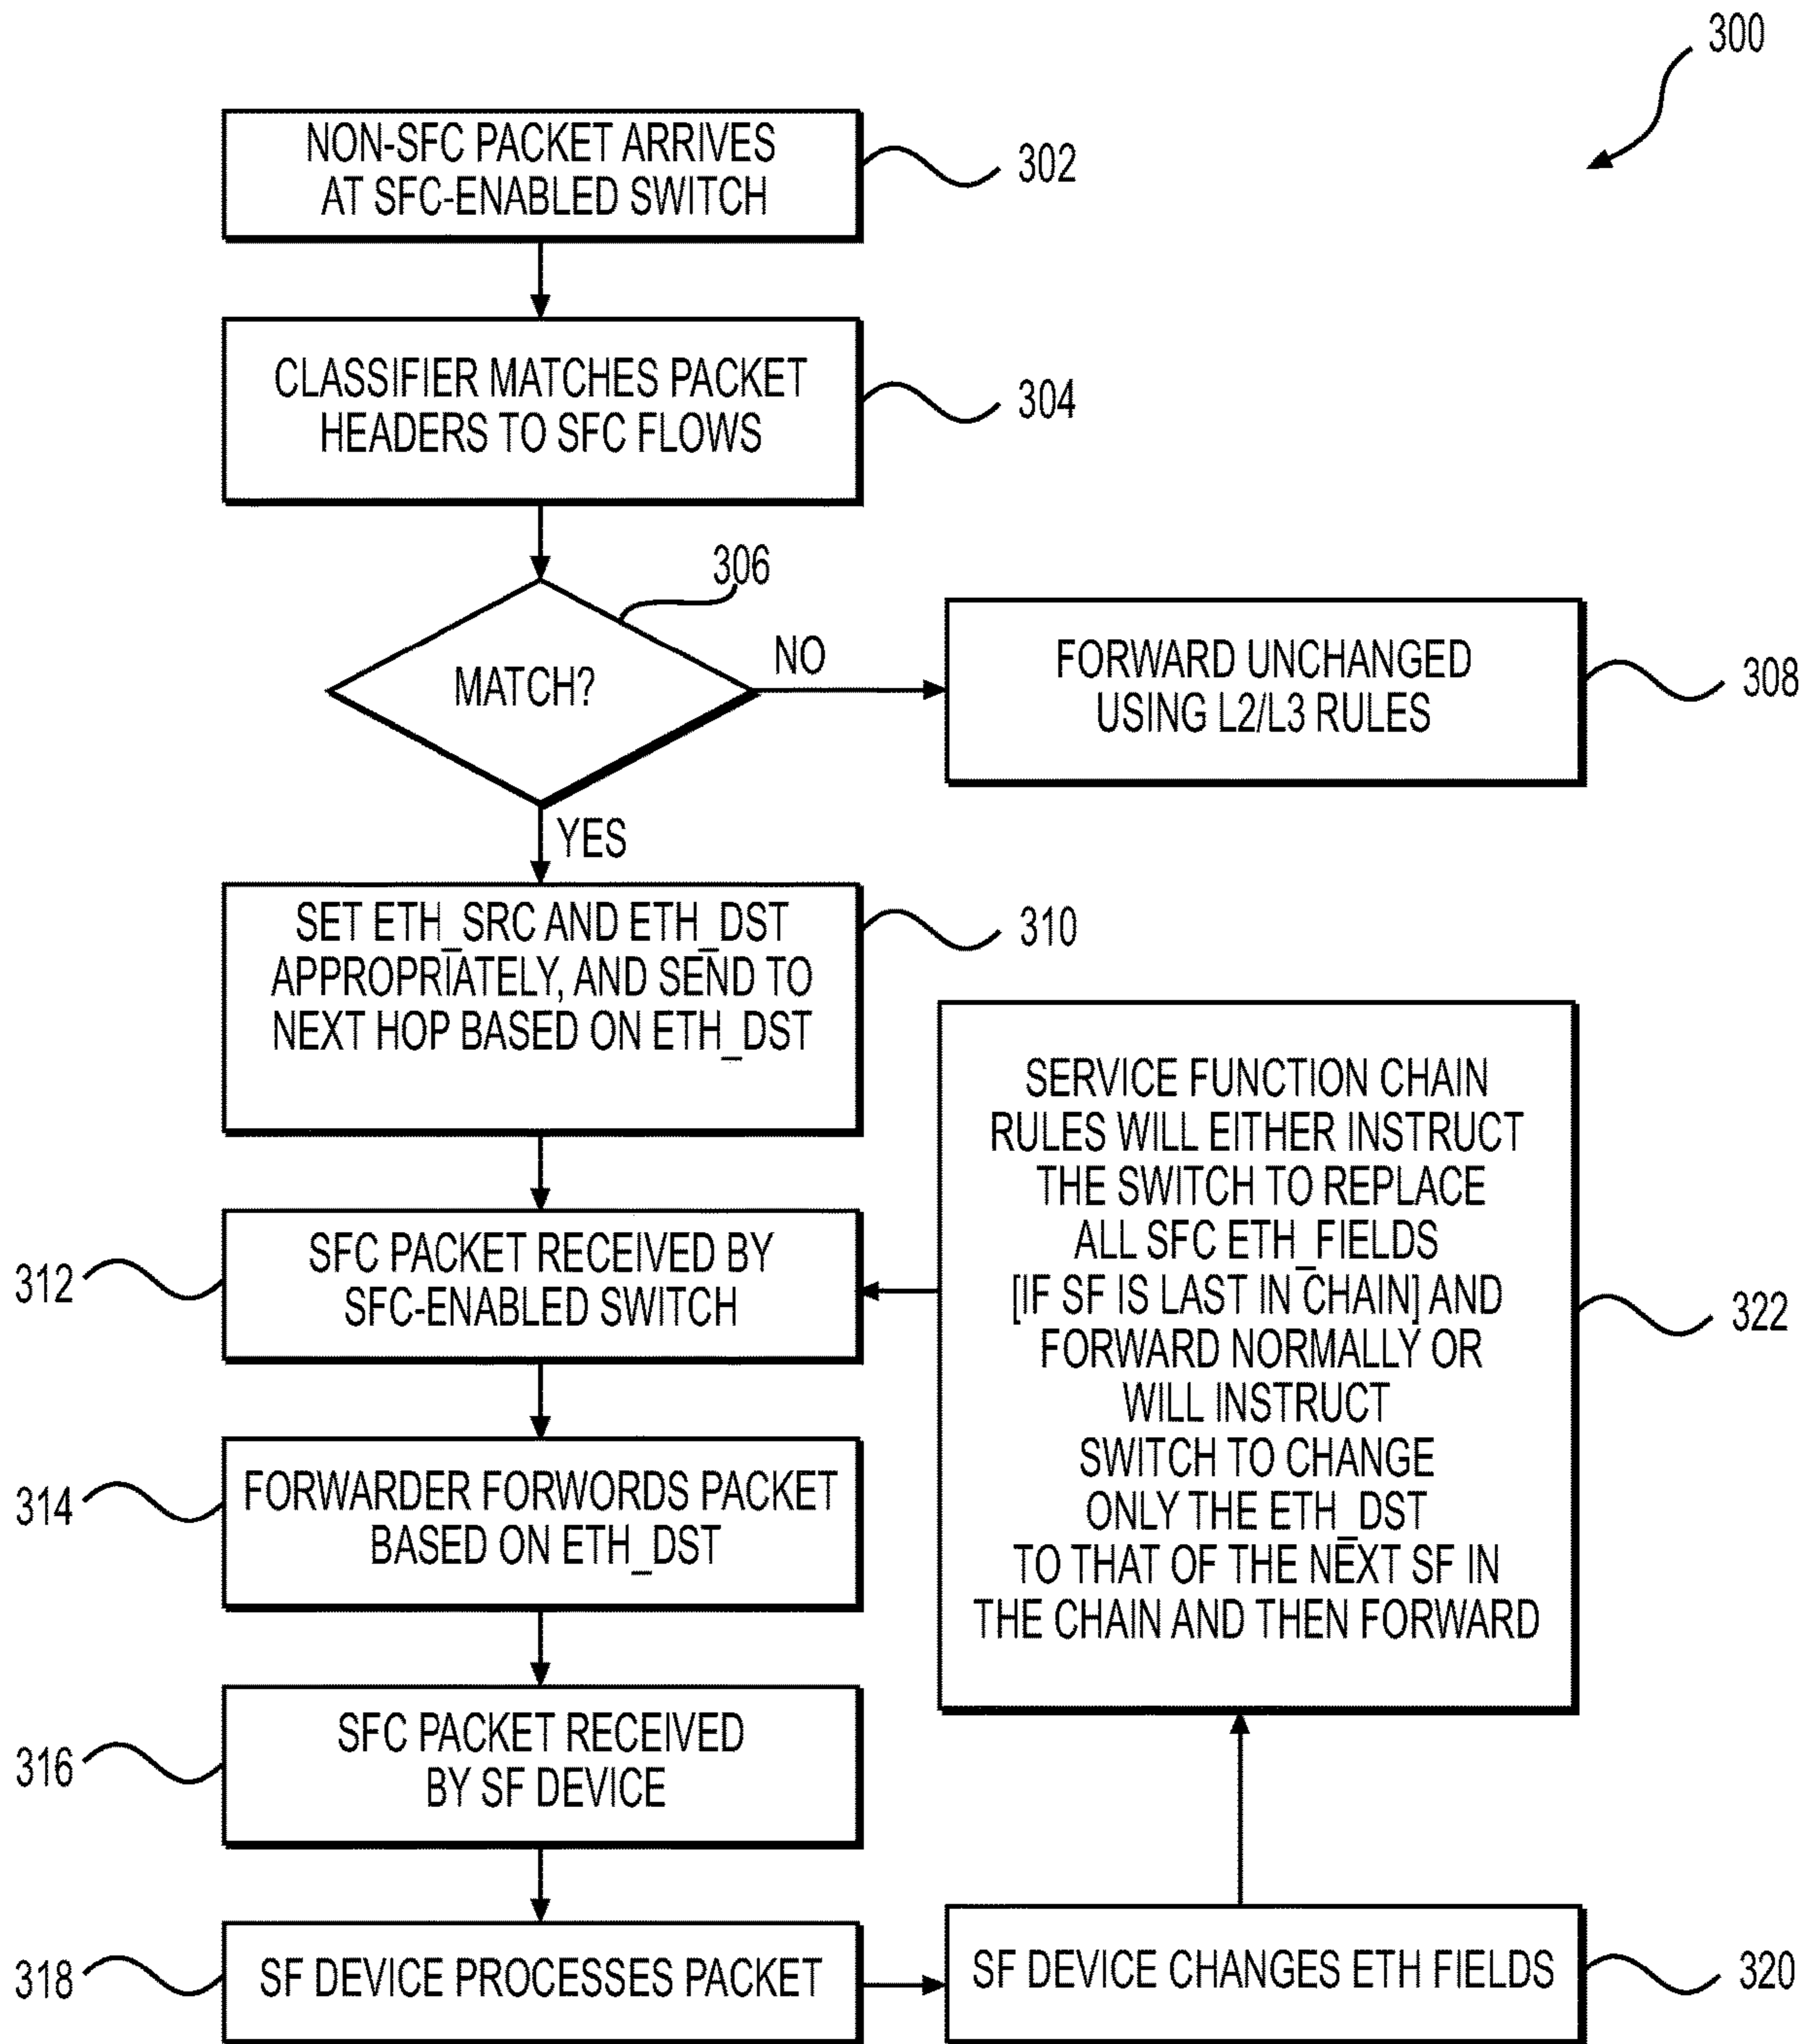 300
NON-SFC PACKET ARRIVES
AT SFC-ENABLED SWITCH
302
CLASSIFIER MATCHES PACKET
HEADERS TO SFC FLOWS
304
306
MATCH?
NO
FORWARD UNCHANGED
USING L2/L3 RULES
308
YES
SET ETH_SRC AND ETH_DST
APPROPRIATELY, AND SEND TO
NEXT HOP BASED ON ETH_DST
310
312
SFC PACKET RECEIVED BY
SFC-ENABLED SWITCH
314
FORWARDER FORWORDS PACKET
BASED ON ETH_DST
316
SFC PACKET RECEIVED
BY SF DEVICE
318
SF DEVICE PROCESSES PACKET
SF DEVICE CHANGES ETH FIELDS
320
SERVICE FUNCTION CHAIN
RULES WILL EITHER INSTRUCT
THE SWITCH TO REPLACE
ALL SFC ETH_FIELDS
[IF SF IS LAST IN CHAIN] AND
FORWARD NORMALLY OR
WILL INSTRUCT
SWITCH TO CHANGE
ONLY THE ETH_DST
TO THAT OF THE NEXT SF IN
THE CHAIN AND THEN FORWARD
322